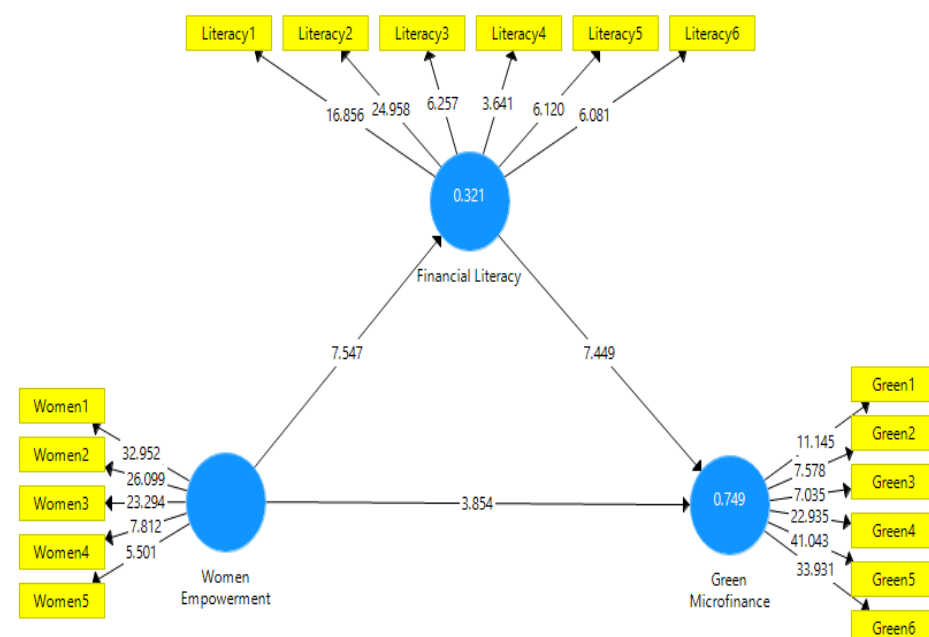 Literacy1 Literacy2 Literacy3 Literacy4 Literacy5 Literacy6
16.856 24.958 6.257 3.641 6.120 6.081
0.321
Financial Literacy
7.547 7.449
Women1
Women2
Women3
Women4
Women5
32.952
26.099
23.294
7.812
5.501
Women
Empowerment
3.854
0.749
Green
Microfinance
11.145
7.578
7.035
22.935
41.043
33.931
Green1
Green2
Green3
Green4
Green5
Green6